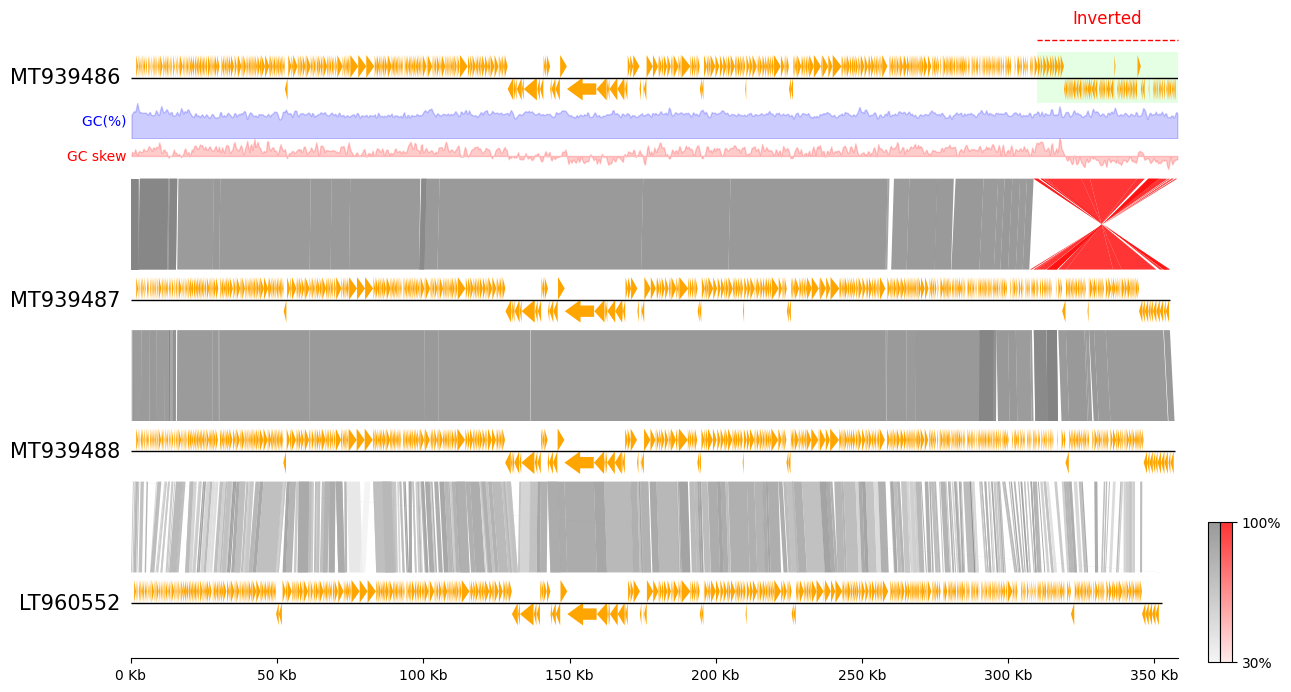 Inverted
MT939486
GC(%)
GC skew
MT939487
MT939488
LT960552
100%
30%
0 Kb 50 Kb 100 Kb 150 Kb 200 Kb 250 Kb 300 Kb 350 Kb